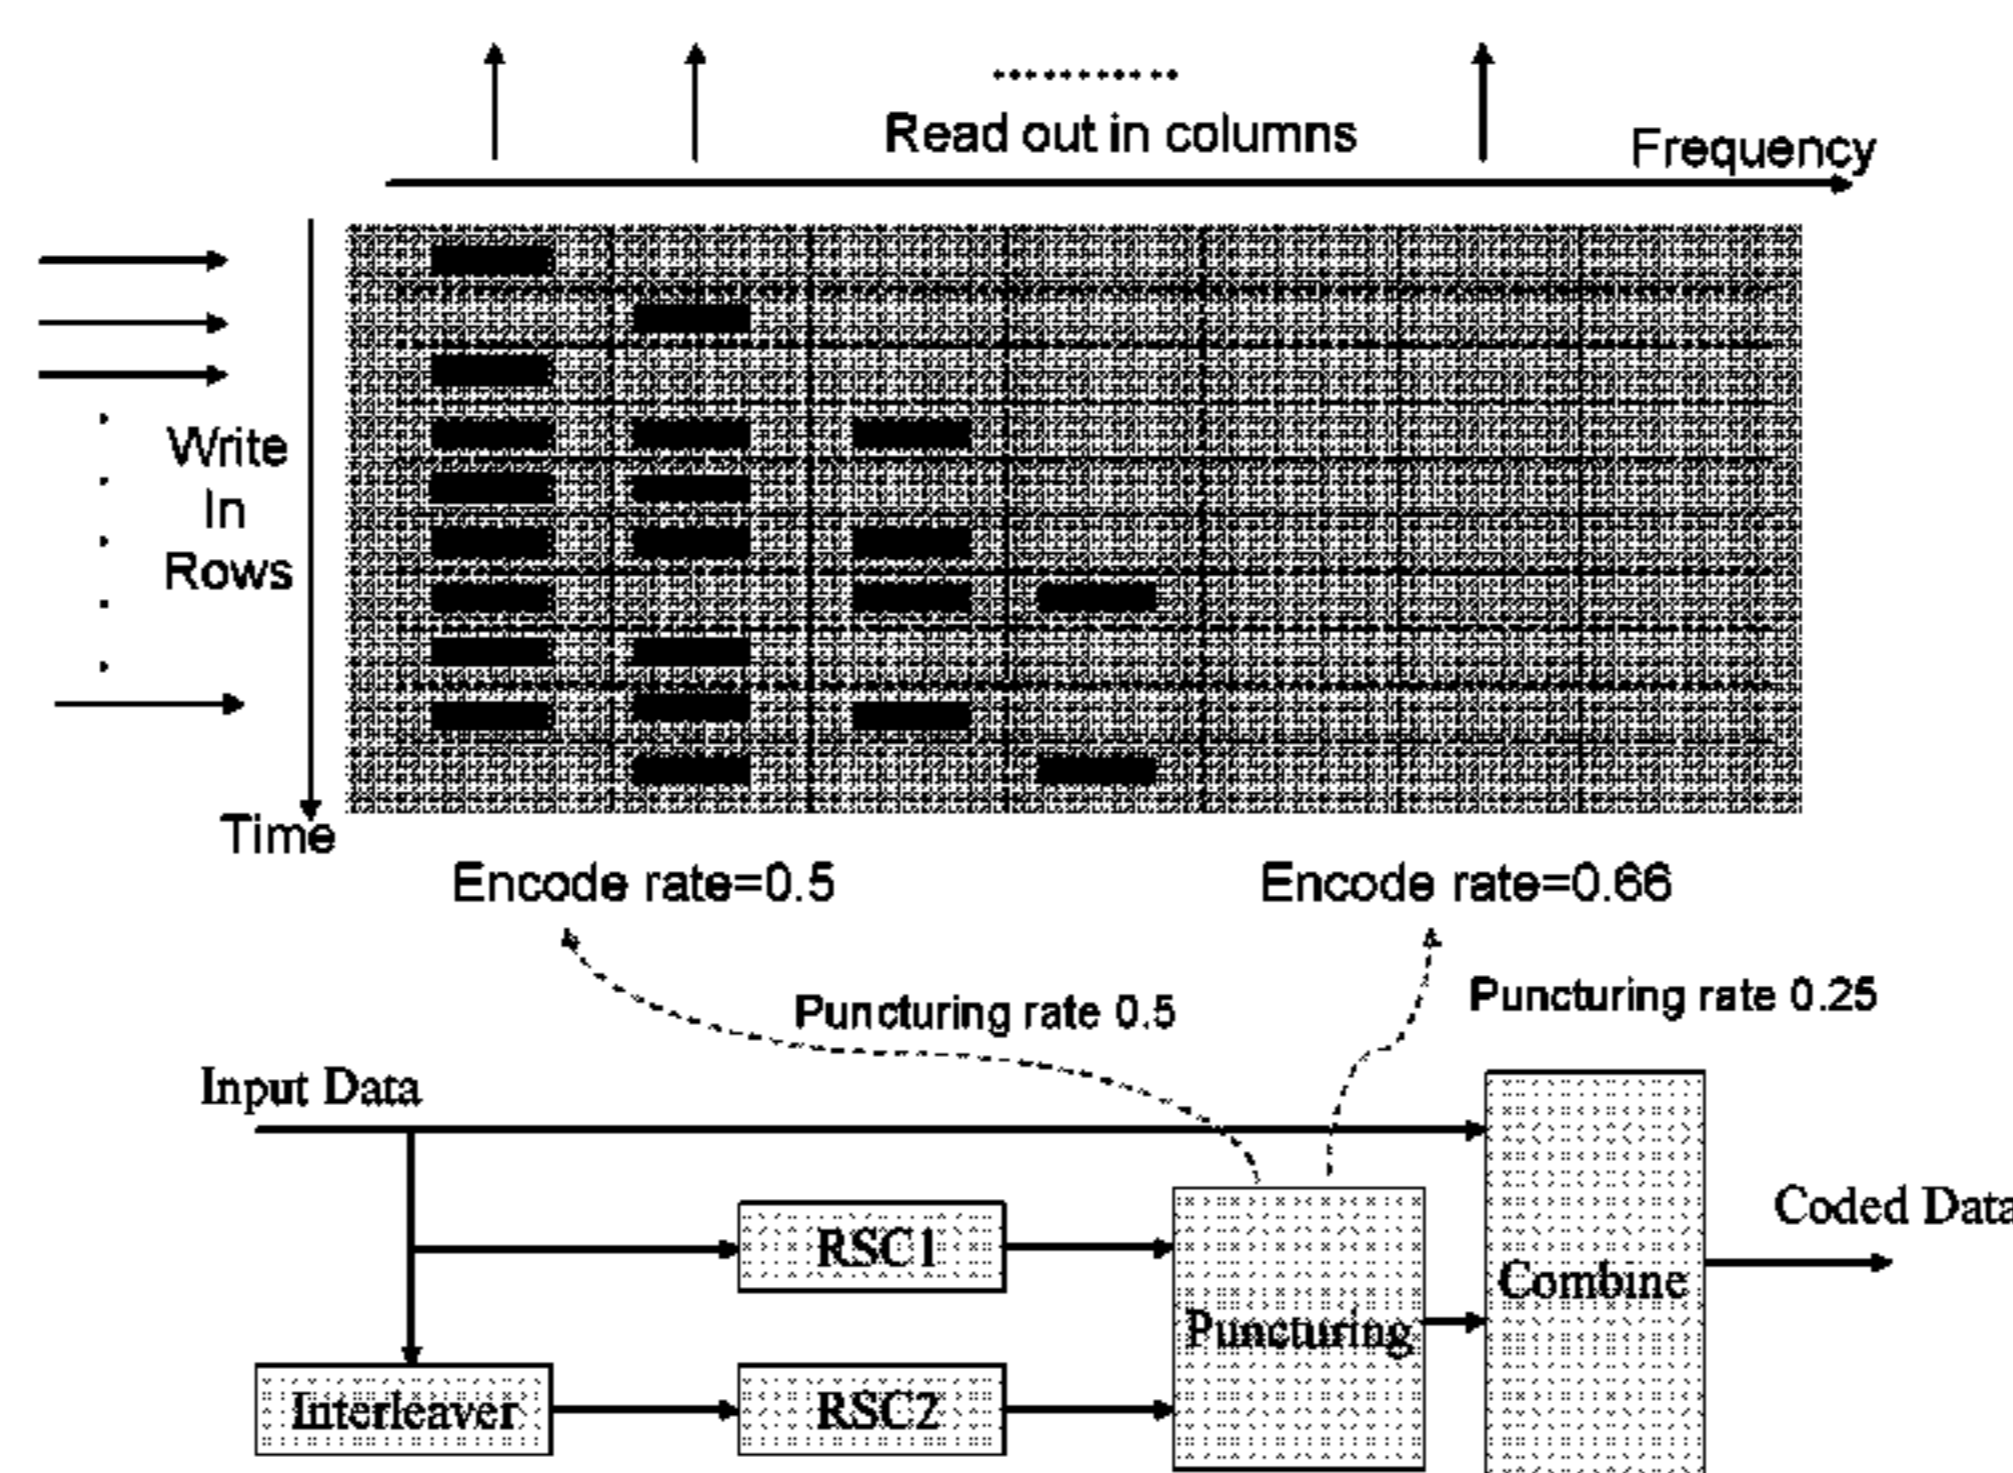 Read out in columns
Frequency
Write
In
Rows
Time
Encode rate=0.5
Encode rate=0.66
Puncturing rate 0.5
Puncturing rate 0.25
Input Data
RSC1
Coded Data
Puncturing
Combine
Interleaver
RSC2